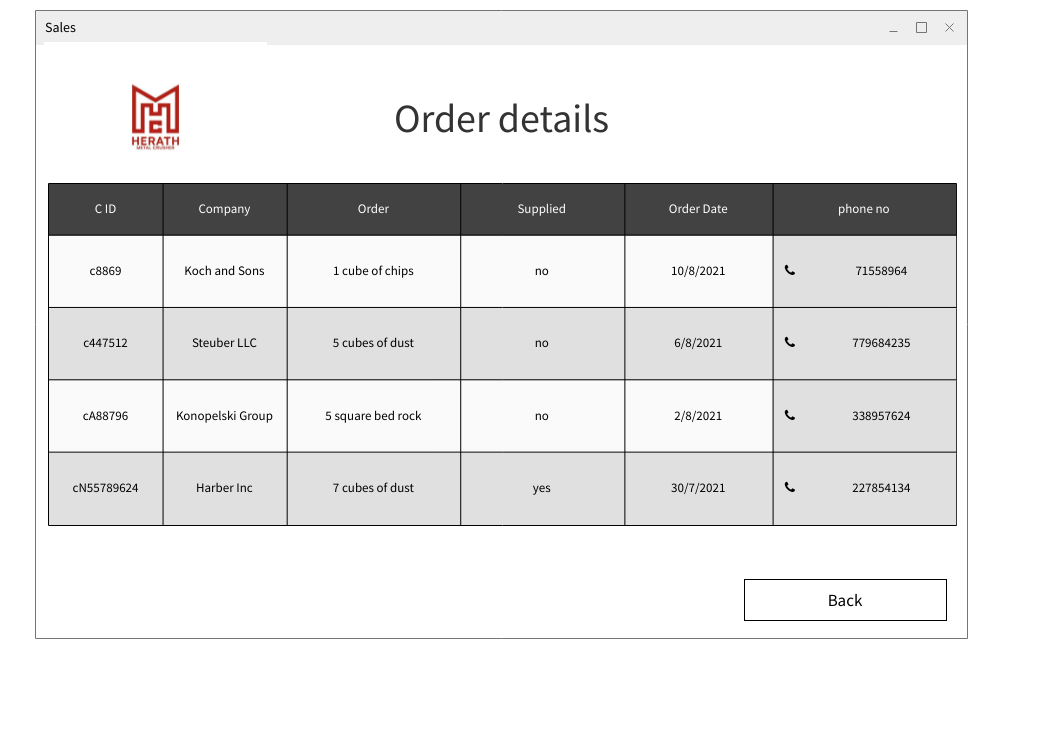 Sales
HERATH
METAL CRUSHER
Order details
C ID Company Order Supplied Order Date phone no
c8869 Koch and Sons 1 cube of chips no 10/8/2021 71558964
c447512 Steuber LLC 5 cubes of dust no 6/8/2021 779684235
cA88796 Konopelski Group 5 square bed rock no 2/8/2021 338957624
cN55789624 Harber Inc 7 cubes of dust yes 30/7/2021 227854134
Back